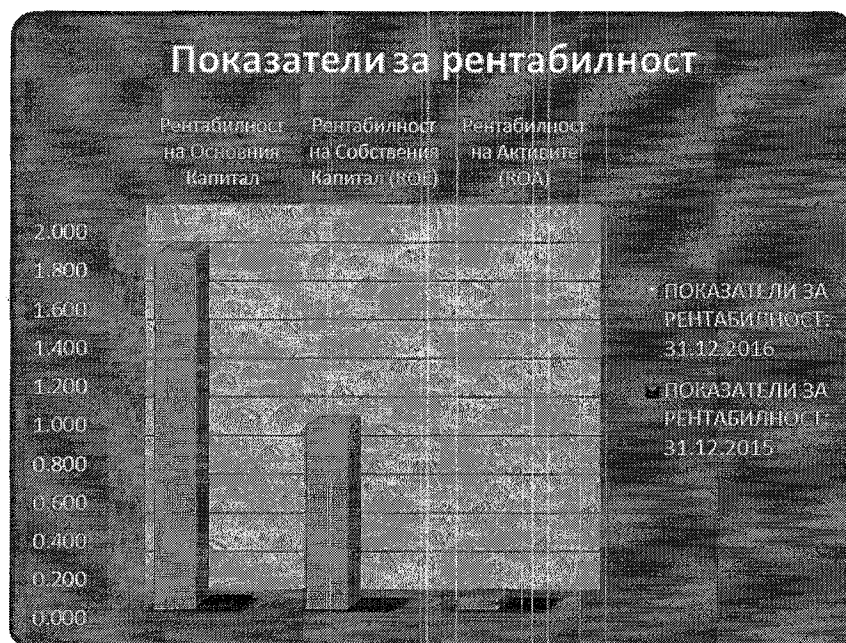 Показатели за рентабилност
Рентабилност
на Основния
Капитал
Рентабилност
на Собствения
Капитал (ROE)
Рентабилност
на Активите
(ROA)
2.000
1.800
1.600
1.400
1.200
1.000
0.800
0.600
0.400
0.200
0.000
ПОКАЗАТЕЛИ ЗА
РЕНТАБИЛНОСТ:
31.12.2016
ПОКАЗАТЕЛИ ЗА
РЕНТАБИЛНОСТ:
31.12.2015